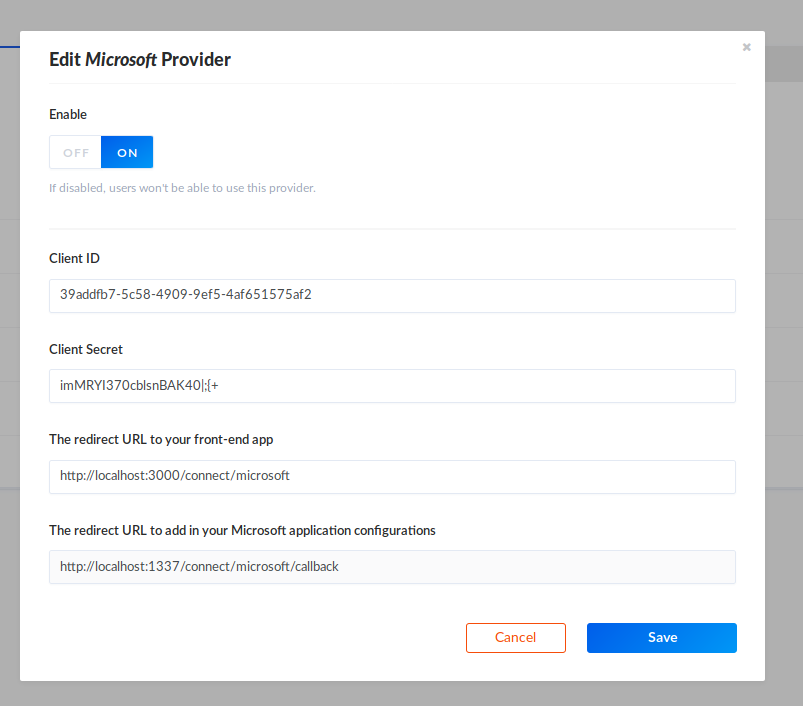 Edit Microsoft Provider
Enable
OFF ON
If disabled, users won't be able to use this provider.
Client ID
39addfb7-5c58-4909-9ef5-4af651575af2
Client Secret
imMRYI370cblsnBAK40|;{+
The redirect URL to your front-end app
http://localhost:3000/connect/microsoft
The redirect URL to add in your Microsoft application configurations
http://localhost:1337/connect/microsoft/callback
Cancel Save